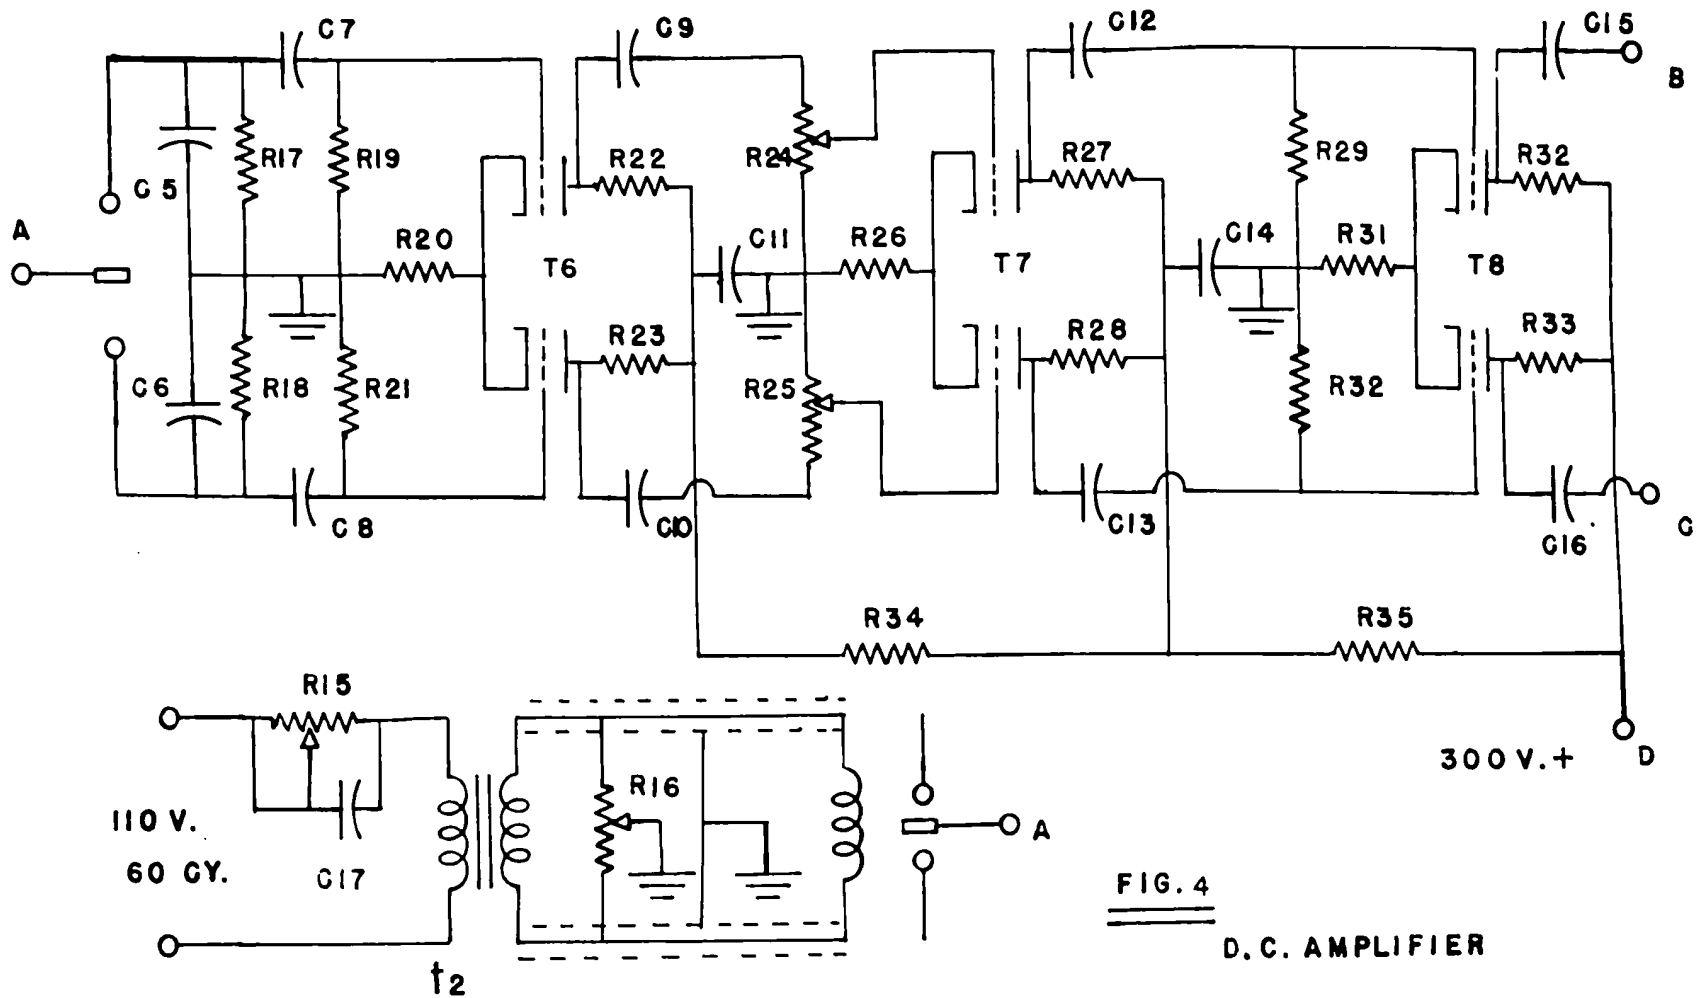 C7
C9
C12
C15
B
R17
R19
R22
R24
R27
R29
R32
C5
A
R20
T6
C11
R26
T7
C14
R31
T8
R23
R28
R33
C6
R18
R21
R25
R32
C8
C10
C13
C16
C
R34
R35
R15
300 V.+
D
R16
110 V.
60 CY.
C17
A
FIG. 4
D.C. AMPLIFIER
t2